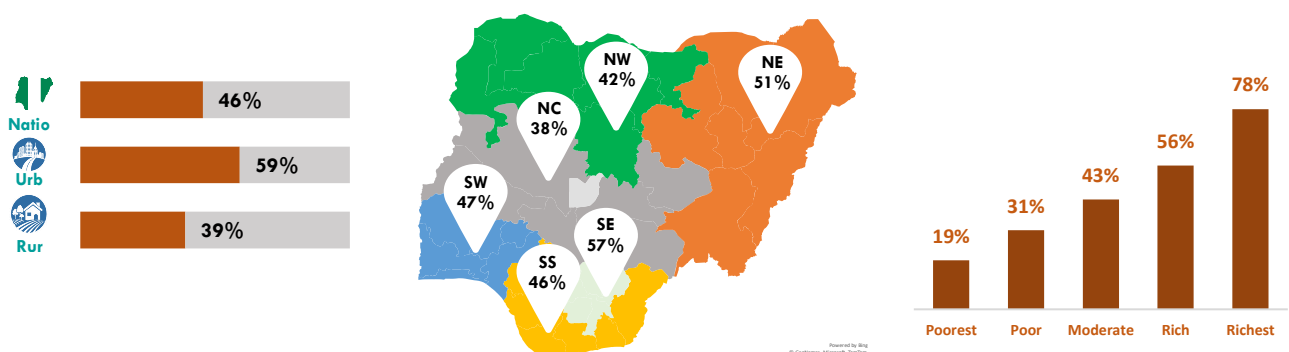 46%
Natio
59%
Urb
39%
Rur
NW
42%
NE
51%
NC
38%
SW
47%
SE
57%
SS
46%
Powered by Bing
78%
56%
43%
31%
19%
Poorest
Poor
Moderate
Rich
Richest